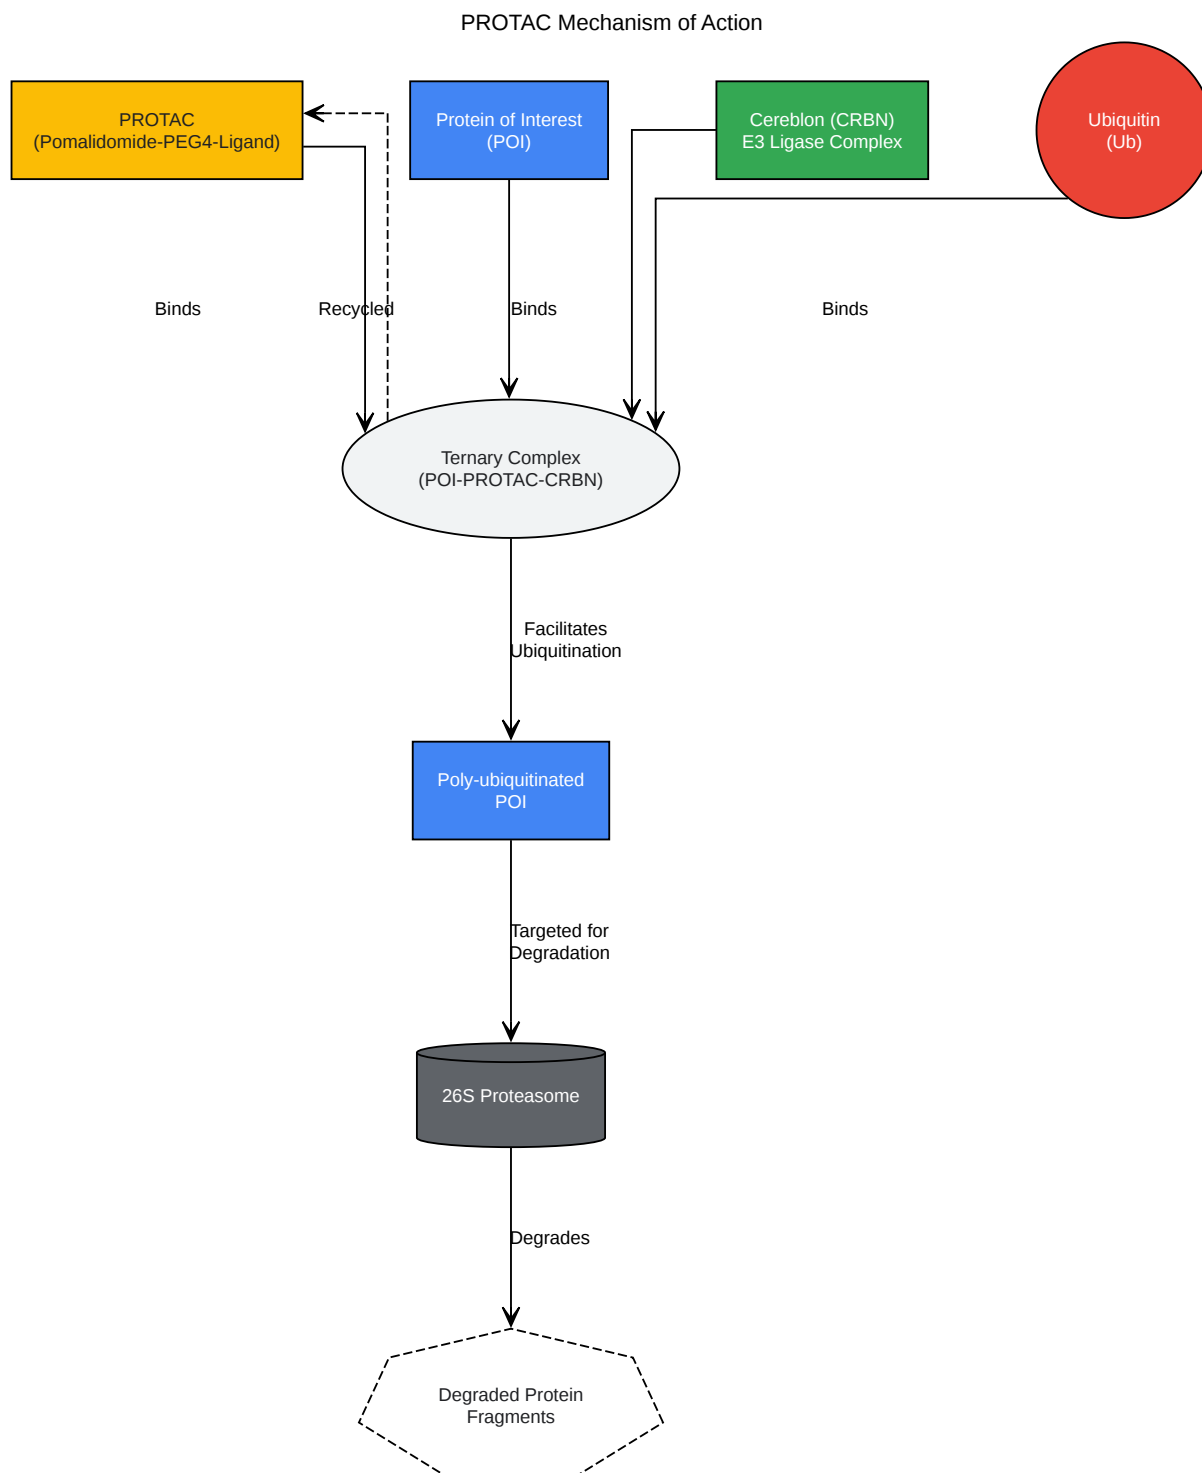 PROTAC Mechanism of Action
PROTAC
(Pomalidomide-PEG4-Ligand)
Protein of Interest
(POI)
Cereblon (CRBN)
E3 Ligase Complex
Ubiquitin
(Ub)
Binds
Recycled
Binds
Binds
Ternary Complex
(POI-PROTAC-CRBN)
Facilitates
Ubiquitination
Poly-ubiquitinated
POI
Targeted for
Degradation
26S Proteasome
Degrades
Degraded Protein
Fragments